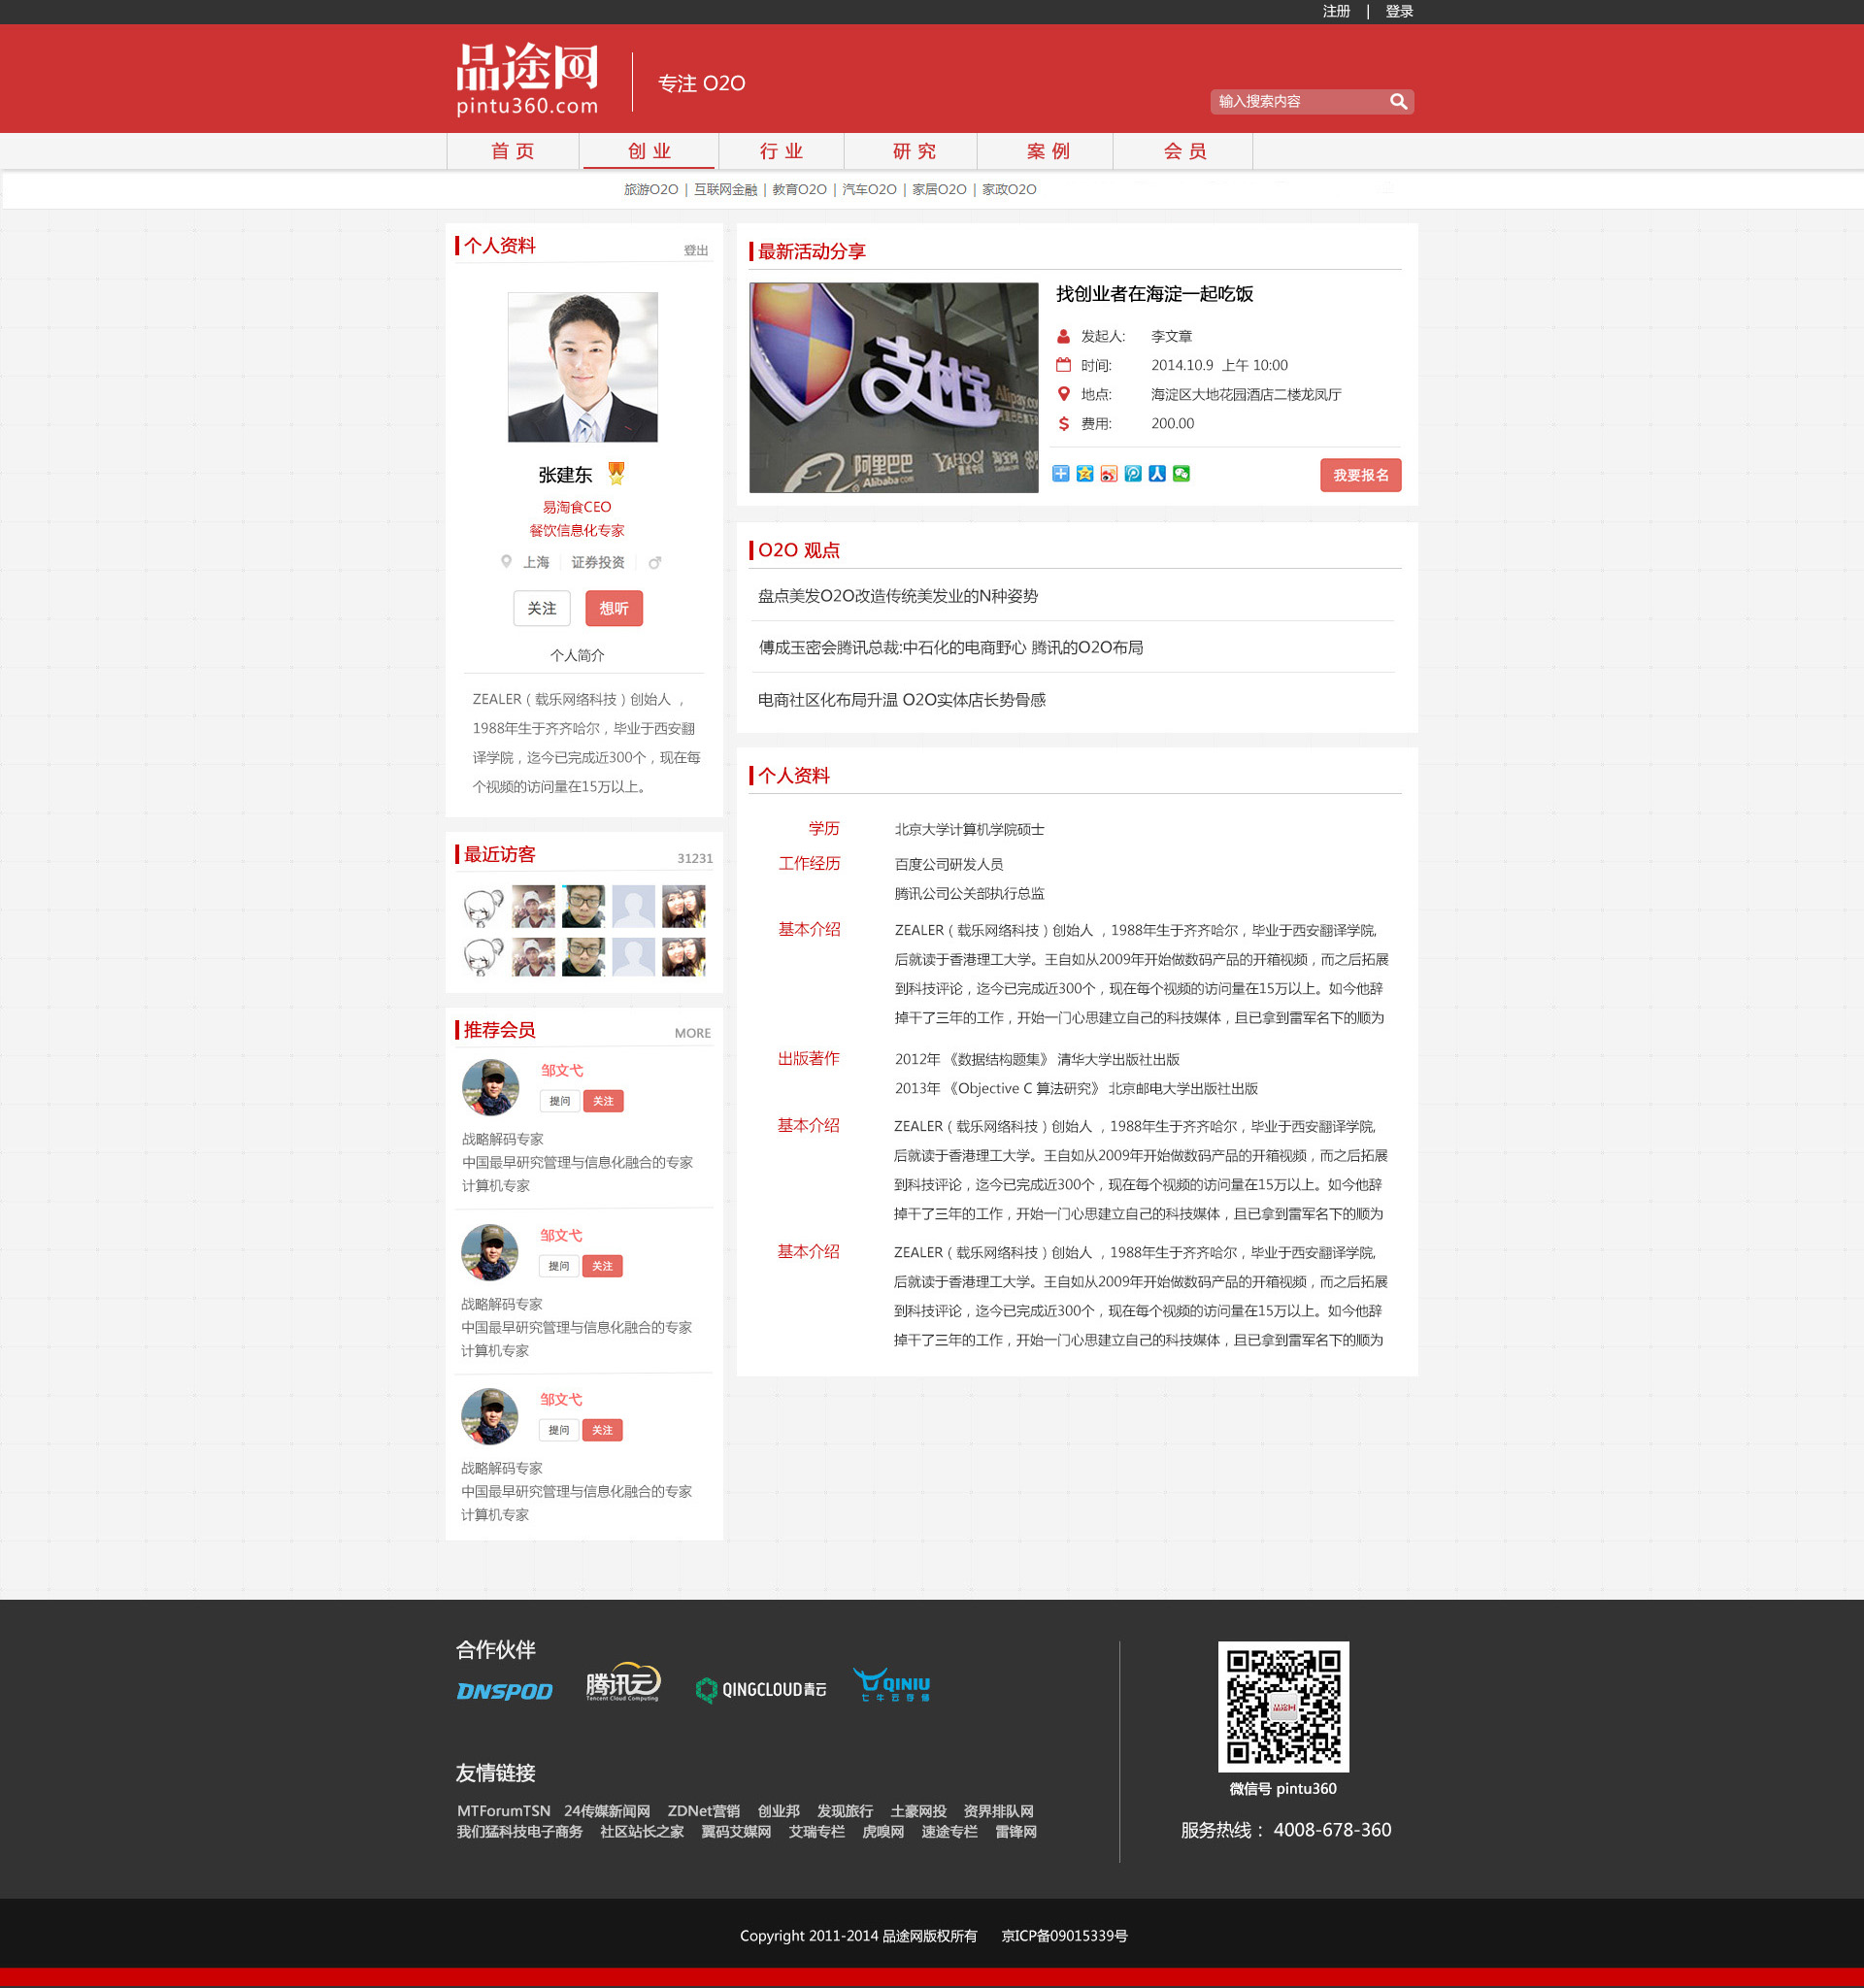 注册 | 登录
品途网
pintu360.com
专注 O2O
输入搜索内容
首页 创业 行业 研究 案例 会员
旅游O2O | 互联网金融 | 教育O2O | 汽车O2O | 家居O2O | 家政O2O
个人资料 登出
张建东
易淘食CEO
餐饮信息化专家
上海 证券投资
关注 想听
个人简介
ZEALER（载乐网络科技）创始人 ，
1988年生于齐齐哈尔，毕业于西安翻
译学院，迄今已完成近300个，现在每
个视频的访问量在15万以上。
最近访客 31231
推荐会员 MORE
邹文弋
提问 关注
战略解码专家
中国最早研究管理与信息化融合的专家
计算机专家
邹文弋
提问 关注
战略解码专家
中国最早研究管理与信息化融合的专家
计算机专家
邹文弋
提问 关注
战略解码专家
中国最早研究管理与信息化融合的专家
计算机专家
最新活动分享
支付宝
Alipay.com
阿里巴巴
Alibaba.com
YAHOO!
雅虎中国
淘宝网
找创业者在海淀一起吃饭
发起人: 李文章
时间: 2014.10.9 上午 10:00
地点: 海淀区大地花园酒店二楼龙凤厅
费用: 200.00
我要报名
O2O 观点
盘点美发O2O改造传统美发业的N种姿势
傅成玉密会腾讯总裁:中石化的电商野心 腾讯的O2O布局
电商社区化布局升温 O2O实体店长势骨感
个人资料
学历 北京大学计算机学院硕士
工作经历 百度公司研发人员
腾讯公司公关部执行总监
基本介绍 ZEALER（载乐网络科技）创始人 ，1988年生于齐齐哈尔，毕业于西安翻译学院,
后就读于香港理工大学。王自如从2009年开始做数码产品的开箱视频，而之后拓展
到科技评论，迄今已完成近300个，现在每个视频的访问量在15万以上。如今他辞
掉干了三年的工作，开始一门心思建立自己的科技媒体，且已拿到雷军名下的顺为
出版著作 2012年 《数据结构题集》 清华大学出版社出版
2013年 《Objective C 算法研究》 北京邮电大学出版社出版
基本介绍 ZEALER（载乐网络科技）创始人 ，1988年生于齐齐哈尔，毕业于西安翻译学院,
后就读于香港理工大学。王自如从2009年开始做数码产品的开箱视频，而之后拓展
到科技评论，迄今已完成近300个，现在每个视频的访问量在15万以上。如今他辞
掉干了三年的工作，开始一门心思建立自己的科技媒体，且已拿到雷军名下的顺为
基本介绍 ZEALER（载乐网络科技）创始人 ，1988年生于齐齐哈尔，毕业于西安翻译学院,
后就读于香港理工大学。王自如从2009年开始做数码产品的开箱视频，而之后拓展
到科技评论，迄今已完成近300个，现在每个视频的访问量在15万以上。如今他辞
掉干了三年的工作，开始一门心思建立自己的科技媒体，且已拿到雷军名下的顺为
合作伙伴
DNSPOD
腾讯云
Tencent Cloud Computing
QINGCLOUD青云
QINIU
七牛云存储
友情链接
MTForumTSN 24传媒新闻网 ZDNet营销 创业邦 发现旅行 土豪网投 资界排队网
我们猛科技电子商务 社区站长之家 翼码艾媒网 艾瑞专栏 虎嗅网 速途专栏 雷锋网
品途网
微信号 pintu360
服务热线： 4008-678-360
Copyright 2011-2014 品途网版权所有 京ICP备09015339号